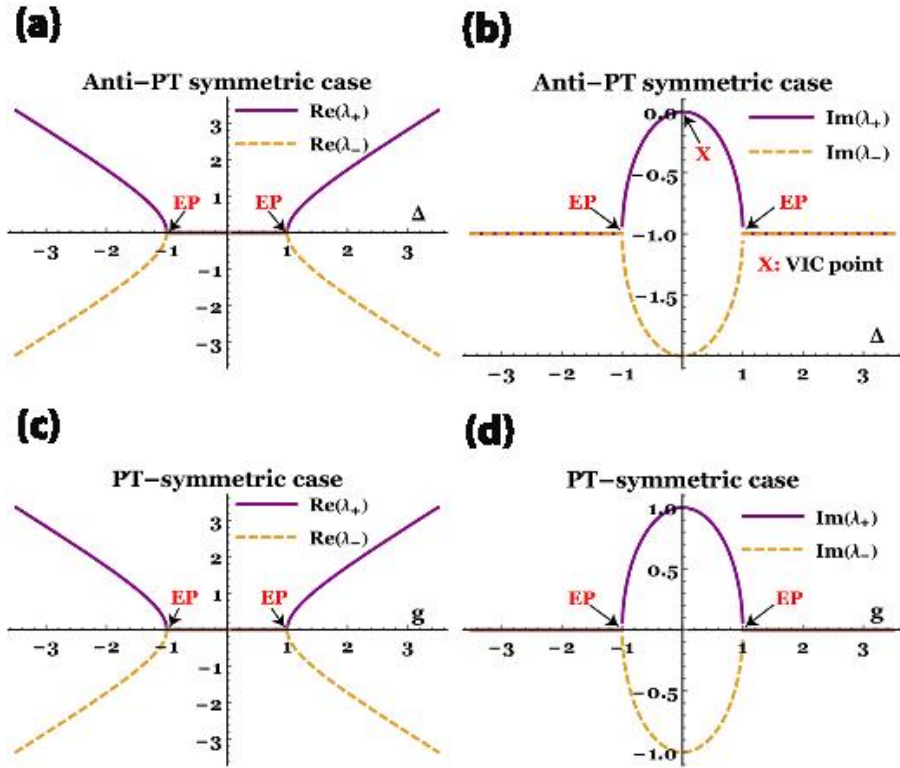 (a)
Anti-PT symmetric case
Re(λ₊)
Re(λ₋)
3
2
1
-1
-2
-3
EP
EP
Δ
-3
-2
-1
1
2
3
(b)
Anti-PT symmetric case
Im(λ₊)
Im(λ₋)
0.0
-0.5
-1.0
-1.5
X
EP
EP
X: VIC point
Δ
-3
-2
-1
1
2
3
(c)
PT-symmetric case
Re(λ₊)
Re(λ₋)
3
2
1
-1
-2
-3
EP
EP
g
-3
-2
-1
1
2
3
(d)
PT-symmetric case
Im(λ₊)
Im(λ₋)
1.0
0.5
-0.5
-1.0
EP
EP
g
-3
-2
-1
1
2
3